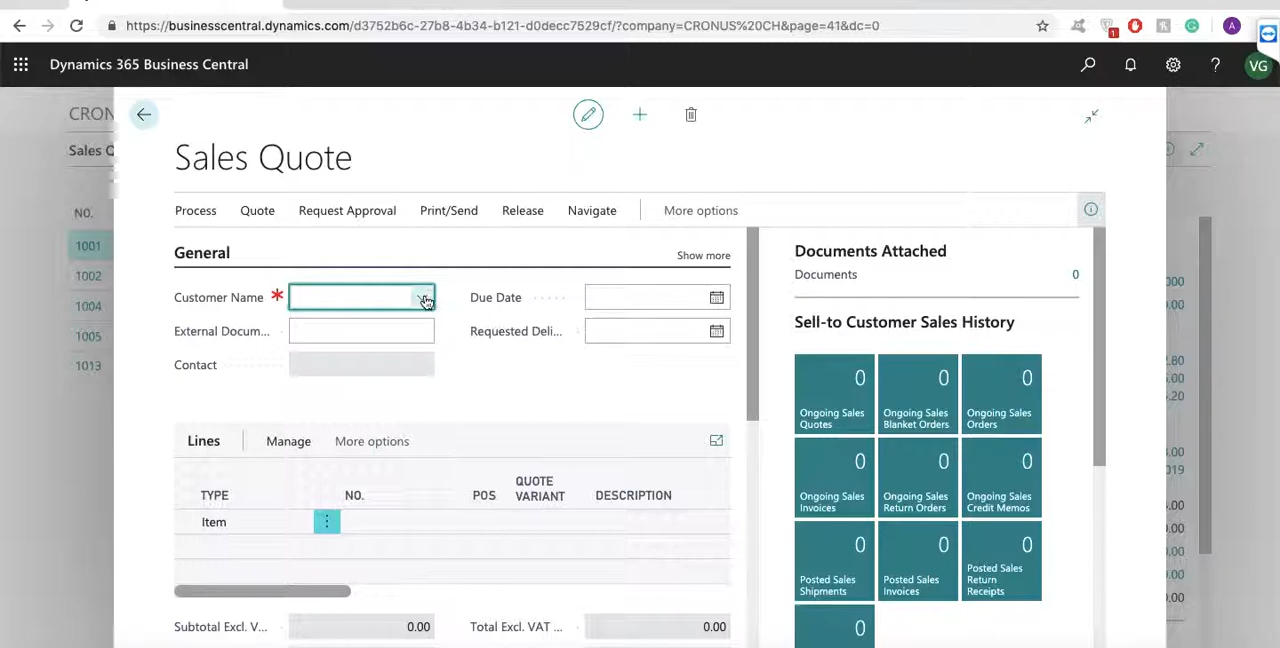 https://businesscentral.dynamics.com/d3752b6c-27b8-4b34-b121-d0decc7529cf/?company=CRONUS%20CH&page=41&dc=0
1
A
Dynamics 365 Business Central
?
VG
CRON
Sales Q
NO.
1001
1002
1004
1005
1013
Sales Quote
Process Quote Request Approval Print/Send Release Navigate More options
General Show more
Customer Name * Due Date
External Docum... Requested Deli...
Contact
Lines Manage More options
TYPE NO. POS QUOTE VARIANT DESCRIPTION
Item
Subtotal Excl. V... 0.00 Total Excl. VAT ... 0.00
Documents Attached
Documents 0
Sell-to Customer Sales History
0 0 0
Ongoing Sales Quotes
Ongoing Sales Blanket Orders
Ongoing Sales Orders
0 0 0
Ongoing Sales Invoices
Ongoing Sales Return Orders
Ongoing Sales Credit Memos
0 0 0
Posted Sales Shipments
Posted Sales Invoices
Posted Sales Return Receipts
0